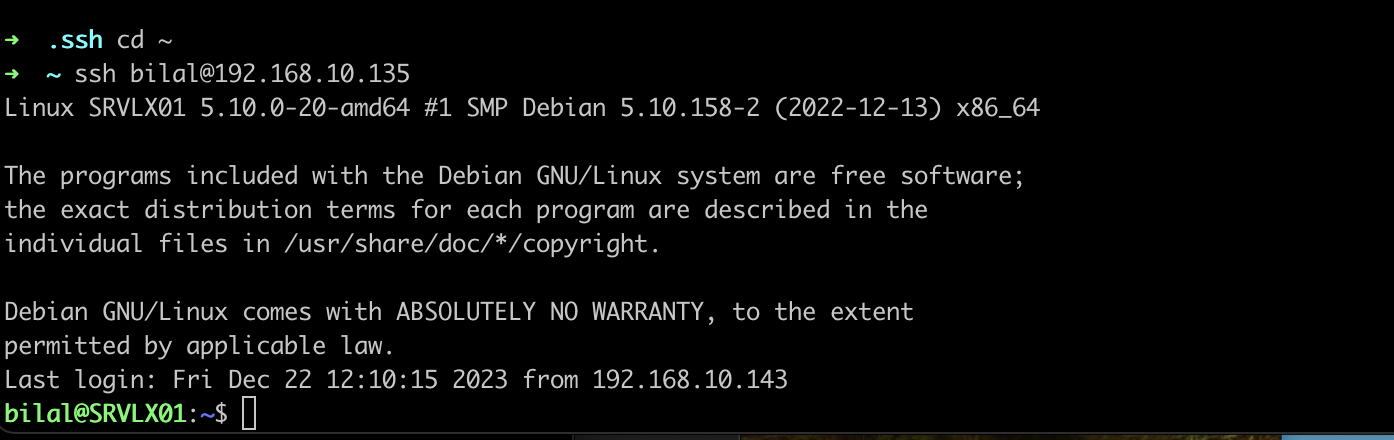 ➜  .ssh cd ~
➜  ~ ssh bilal@192.168.10.135
Linux SRVLX01 5.10.0-20-amd64 #1 SMP Debian 5.10.158-2 (2022-12-13) x86_64
The programs included with the Debian GNU/Linux system are free software;
the exact distribution terms for each program are described in the
individual files in /usr/share/doc/*/copyright.
Debian GNU/Linux comes with ABSOLUTELY NO WARRANTY, to the extent
permitted by applicable law.
Last login: Fri Dec 22 12:10:15 2023 from 192.168.10.143
bilal@SRVLX01:~$